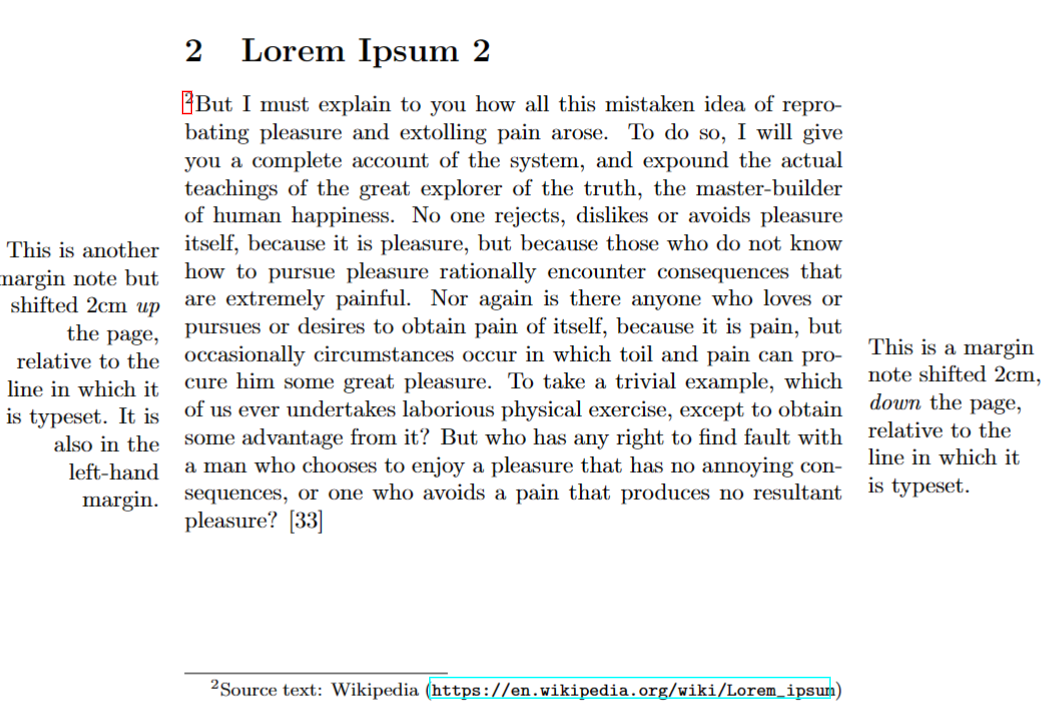 2 Lorem Ipsum 2
²But I must explain to you how all this mistaken idea of repro-
bating pleasure and extolling pain arose. To do so, I will give
you a complete account of the system, and expound the actual
teachings of the great explorer of the truth, the master-builder
of human happiness. No one rejects, dislikes or avoids pleasure
itself, because it is pleasure, but because those who do not know
how to pursue pleasure rationally encounter consequences that
are extremely painful. Nor again is there anyone who loves or
pursues or desires to obtain pain of itself, because it is pain, but
occasionally circumstances occur in which toil and pain can pro-
cure him some great pleasure. To take a trivial example, which
of us ever undertakes laborious physical exercise, except to obtain
some advantage from it? But who has any right to find fault with
a man who chooses to enjoy a pleasure that has no annoying con-
sequences, or one who avoids a pain that produces no resultant
pleasure? [33]
This is another
margin note but
shifted 2cm up
the page,
relative to the
line in which it
is typeset. It is
also in the
left-hand
margin.
This is a margin
note shifted 2cm,
down the page,
relative to the
line in which it
is typeset.
²Source text: Wikipedia (https://en.wikipedia.org/wiki/Lorem_ipsum)